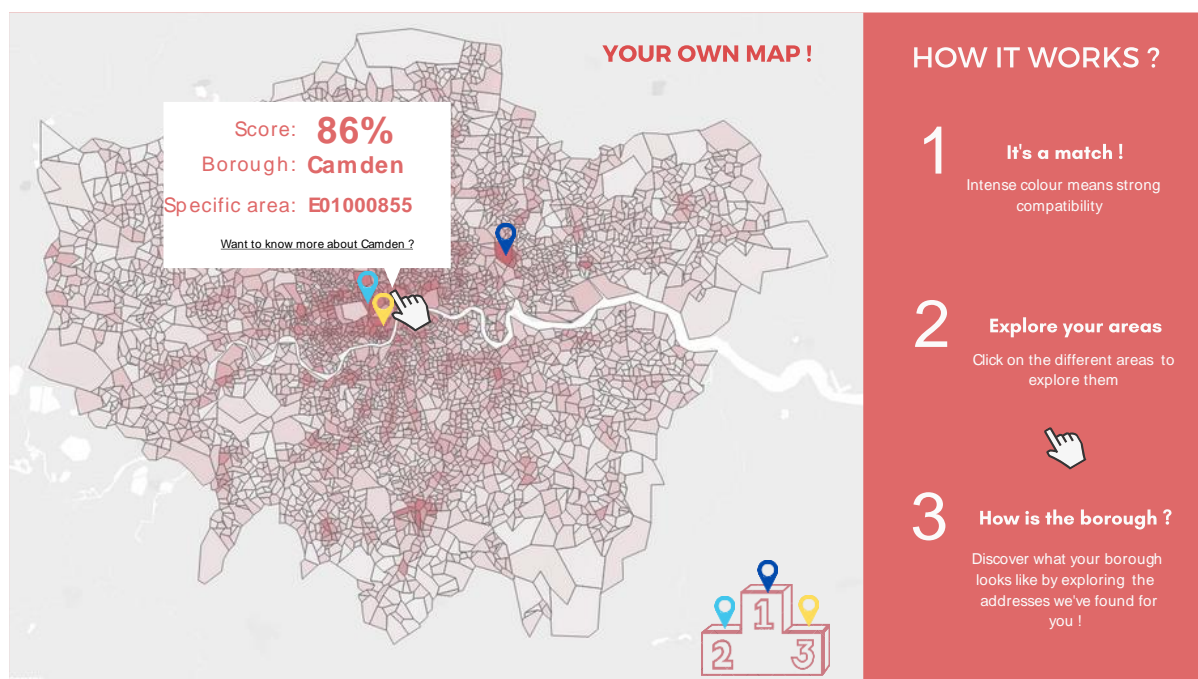 YOUR OWN MAP !
Score: 86%
Borough: Camden
Specific area: E01000855
Want to know more about Camden ?
1
2
3
HOW IT WORKS ?
1
It's a match !
Intense colour means strong
compatibility
2
Explore your areas
Click on the different areas to
explore them
3
How is the borough ?
Discover what your borough
looks like by exploring the
addresses we've found for
you !